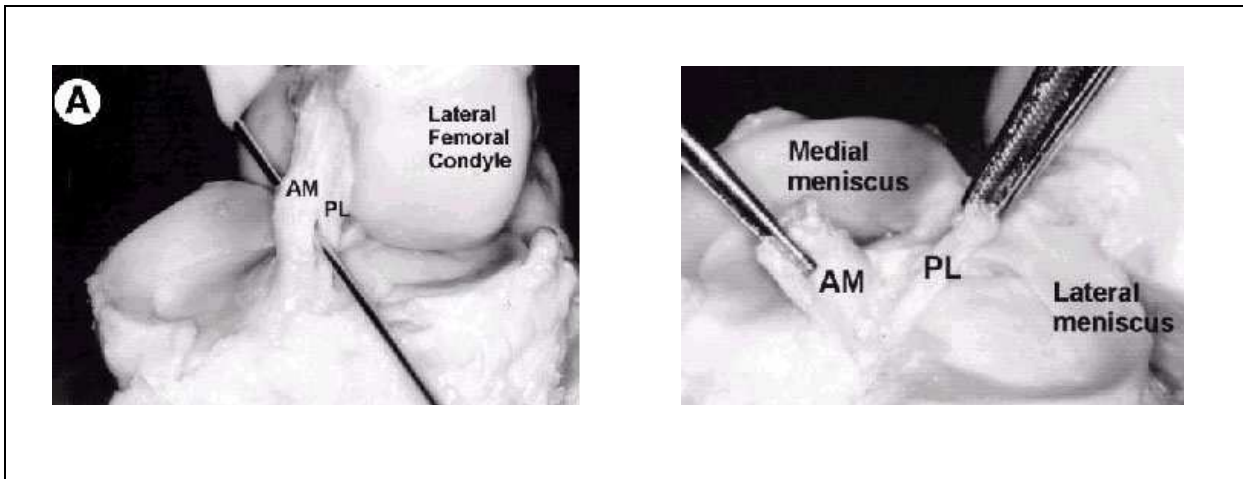 A
Lateral
Femoral
Condyle
AM
PL
Medial
meniscus
AM
PL
Lateral
meniscus